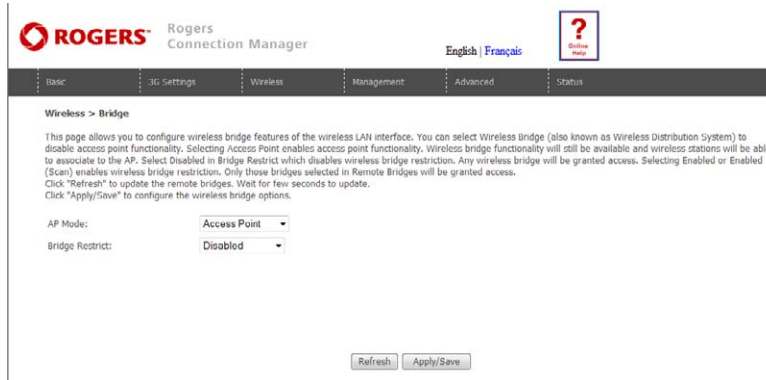 ROGERS™ Rogers
Connection Manager
English | Français
?
Online
Help
Basic 3G Settings Wireless Management Advanced Status
Wireless > Bridge
This page allows you to configure wireless bridge features of the wireless LAN interface. You can select Wireless Bridge (also known as Wireless Distribution System) to
disable access point functionality. Selecting Access Point enables access point functionality. Wireless bridge functionality will still be available and wireless stations will be abl
to associate to the AP. Select Disabled in Bridge Restrict which disables wireless bridge restriction. Any wireless bridge will be granted access. Selecting Enabled or Enabled
(Scan) enables wireless bridge restriction. Only those bridges selected in Remote Bridges will be granted access.
Click "Refresh" to update the remote bridges. Wait for few seconds to update.
Click "Apply/Save" to configure the wireless bridge options.
AP Mode: Access Point
Bridge Restrict: Disabled
Refresh Apply/Save